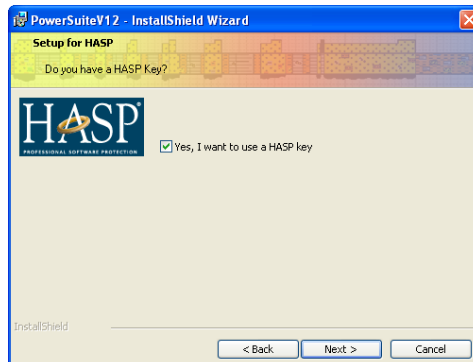 PowerSuiteV12 - InstallShield Wizard
Setup for HASP
Do you have a HASP Key?
HASP
PROFESSIONAL SOFTWARE PROTECTION
Yes, I want to use a HASP key
InstallShield
< Back
Next >
Cancel